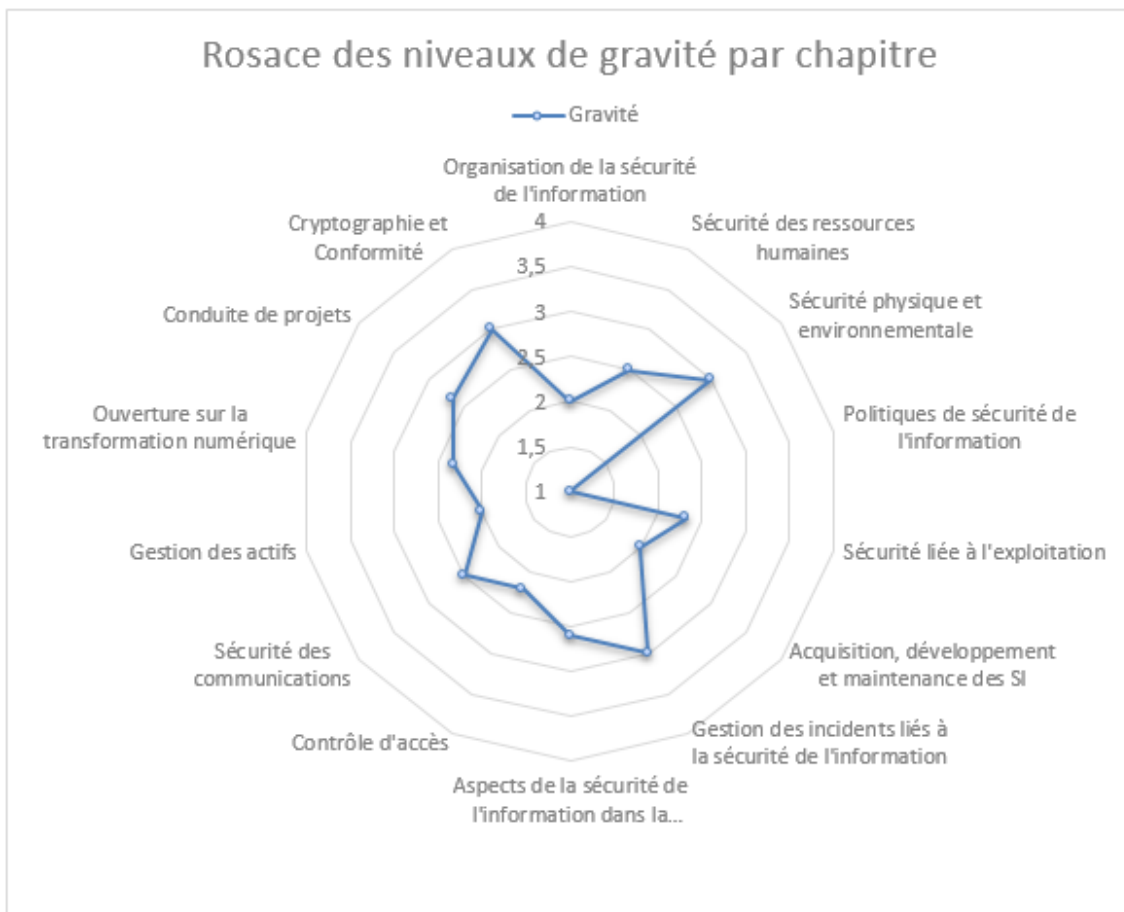 Rosace des niveaux de gravité par chapitre
Gravité
Organisation de la sécurité
de l'information
Sécurité des ressources
humaines
Sécurité physique et
environnementale
Politiques de sécurité de
l'information
Sécurité liée à l'exploitation
Acquisition, développement
et maintenance des SI
Gestion des incidents liés à
la sécurité de l'information
Aspects de la sécurité de
l'information dans la...
Contrôle d'accès
Sécurité des
communications
Gestion des actifs
Ouverture sur la
transformation numérique
Conduite de projets
Cryptographie et
Conformité
4
3,5
3
2,5
2
1,5
1